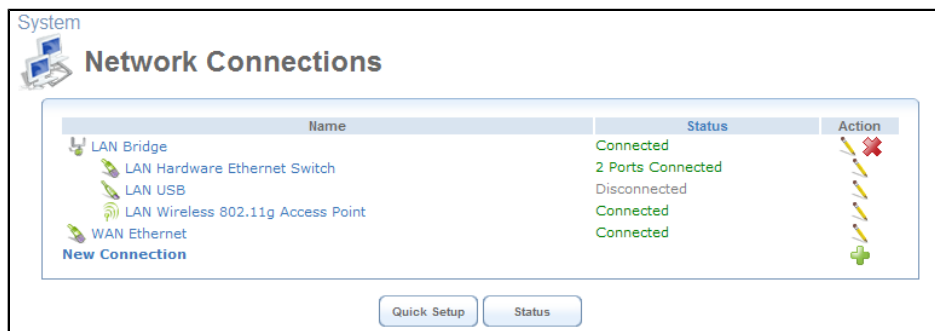 System
Network Connections
Name Status Action
LAN Bridge Connected
LAN Hardware Ethernet Switch 2 Ports Connected
LAN USB Disconnected
LAN Wireless 802.11g Access Point Connected
WAN Ethernet Connected
New Connection
Quick Setup Status